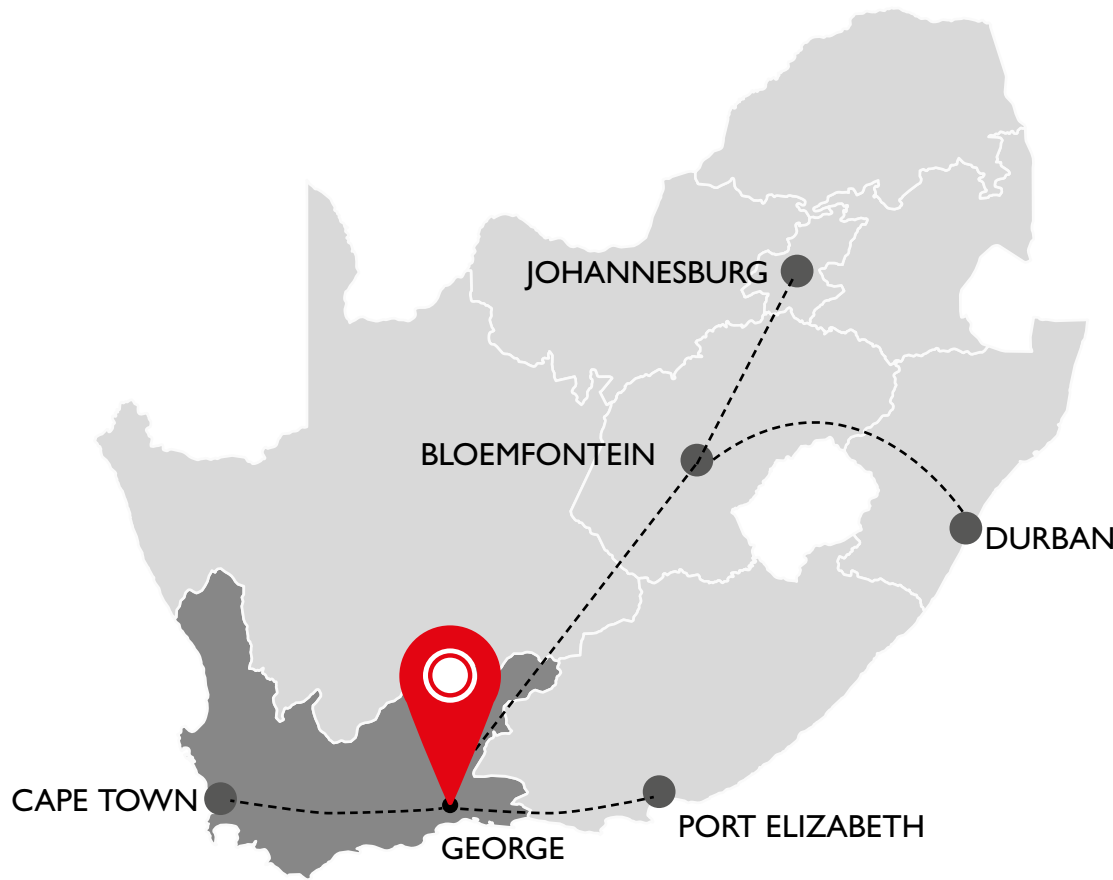 JOHANNESBURG
BLOEMFONTEIN
DURBAN
CAPE TOWN
PORT ELIZABETH
GEORGE